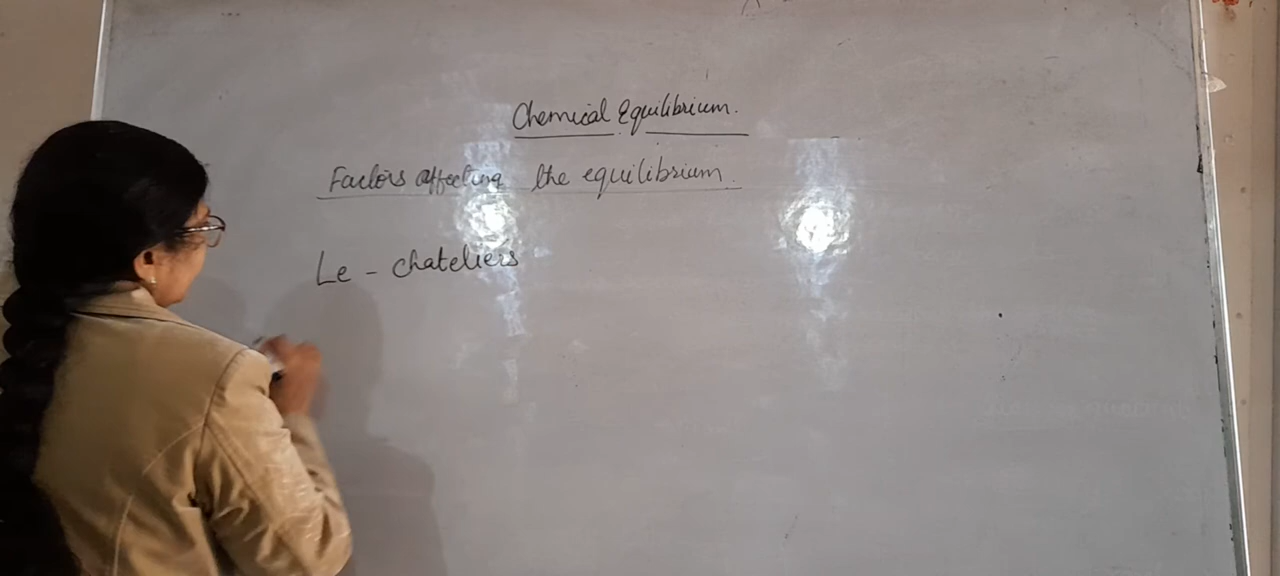 Chemical Equilibrium.
Factors affecting the equilibrium.
Le - chateliers